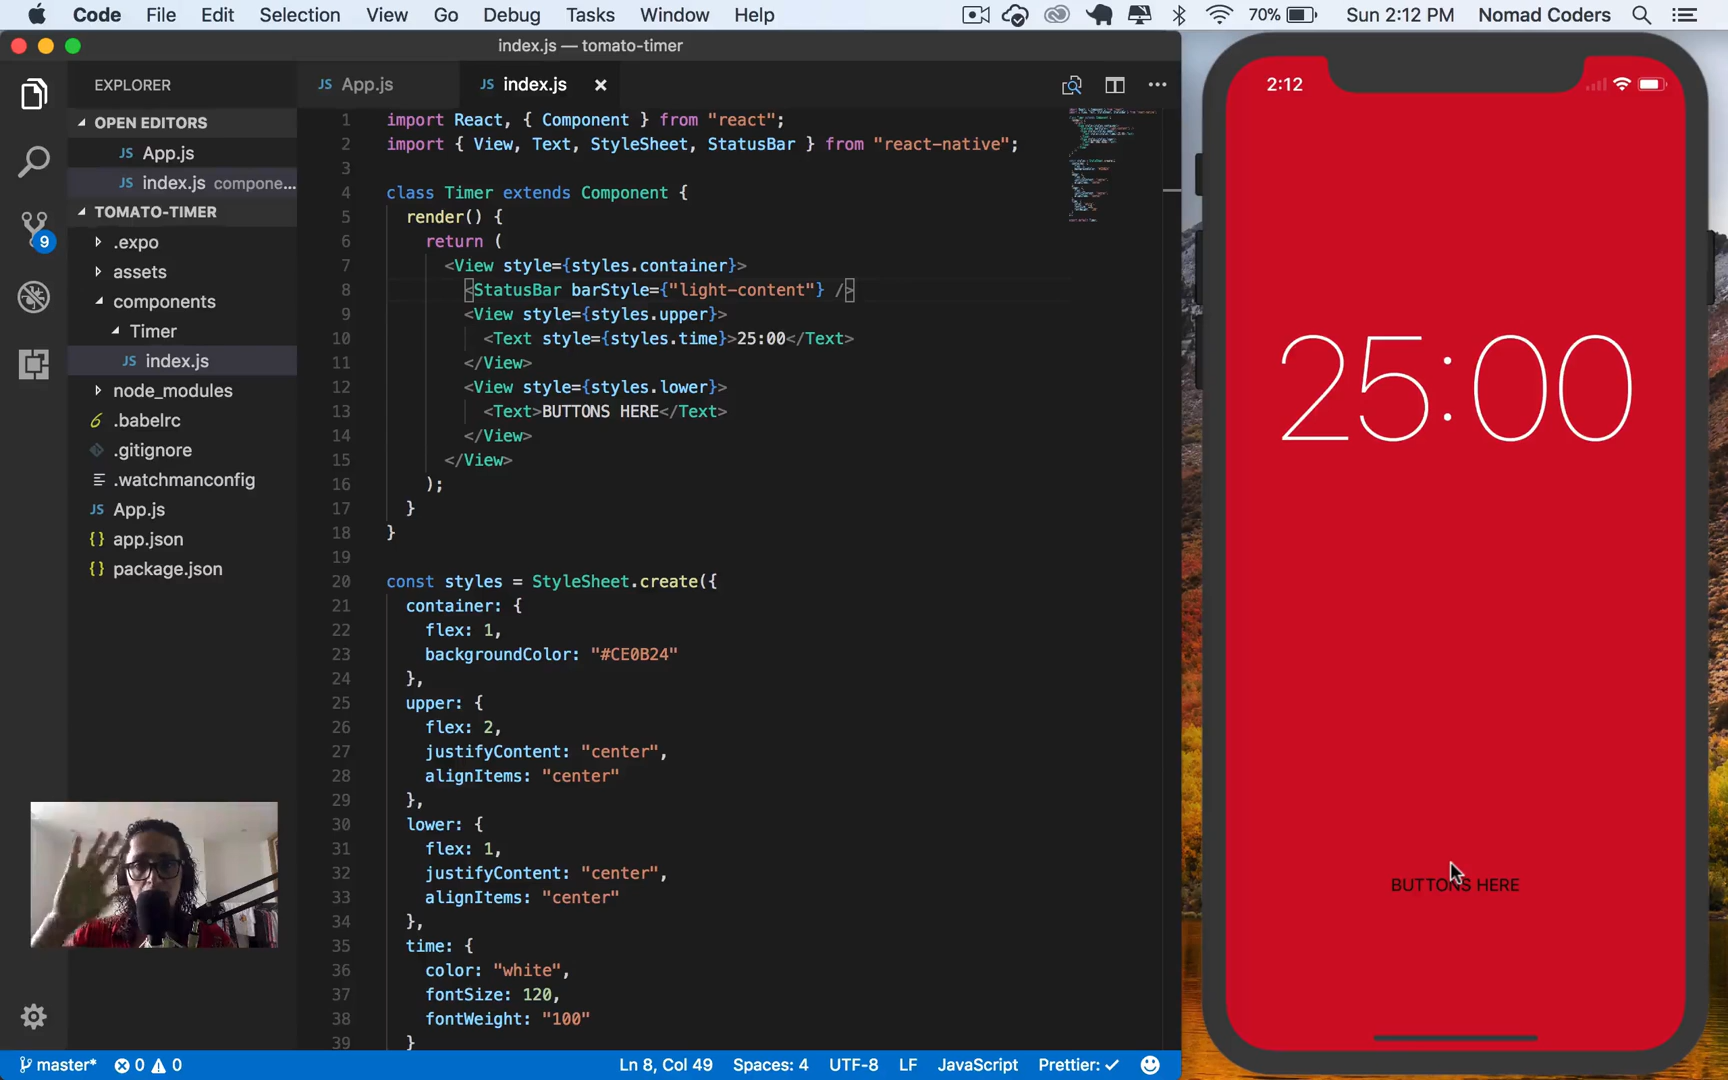 Code File Edit Selection View Go Debug Tasks Window Help 70% Sun 2:12 PM Nomad Coders
index.js — tomato-timer
EXPLORER
OPEN EDITORS
JS App.js
JS index.js compone...
TOMATO-TIMER
.expo
assets
components
Timer
JS index.js
node_modules
.babelrc
.gitignore
.watchmanconfig
JS App.js
{} app.json
{} package.json
9
JS App.js JS index.js
1 import React, { Component } from "react";
2 import { View, Text, StyleSheet, StatusBar } from "react-native";
3
4 class Timer extends Component {
5 render() {
6 return (
7 <View style={styles.container}>
8 <StatusBar barStyle={"light-content"} />
9 <View style={styles.upper}>
10 <Text style={styles.time}>25:00</Text>
11 </View>
12 <View style={styles.lower}>
13 <Text>BUTTONS HERE</Text>
14 </View>
15 </View>
16 );
17 }
18 }
19
20 const styles = StyleSheet.create({
21 container: {
22 flex: 1,
23 backgroundColor: "#CE0B24"
24 },
25 upper: {
26 flex: 2,
27 justifyContent: "center",
28 alignItems: "center"
29 },
30 lower: {
31 flex: 1,
32 justifyContent: "center",
33 alignItems: "center"
34 },
35 time: {
36 color: "white",
37 fontSize: 120,
38 fontWeight: "100"
39 }
master* 0 0 Ln 8, Col 49 Spaces: 4 UTF-8 LF JavaScript Prettier: ✓
2:12
25:00
BUTTONS HERE